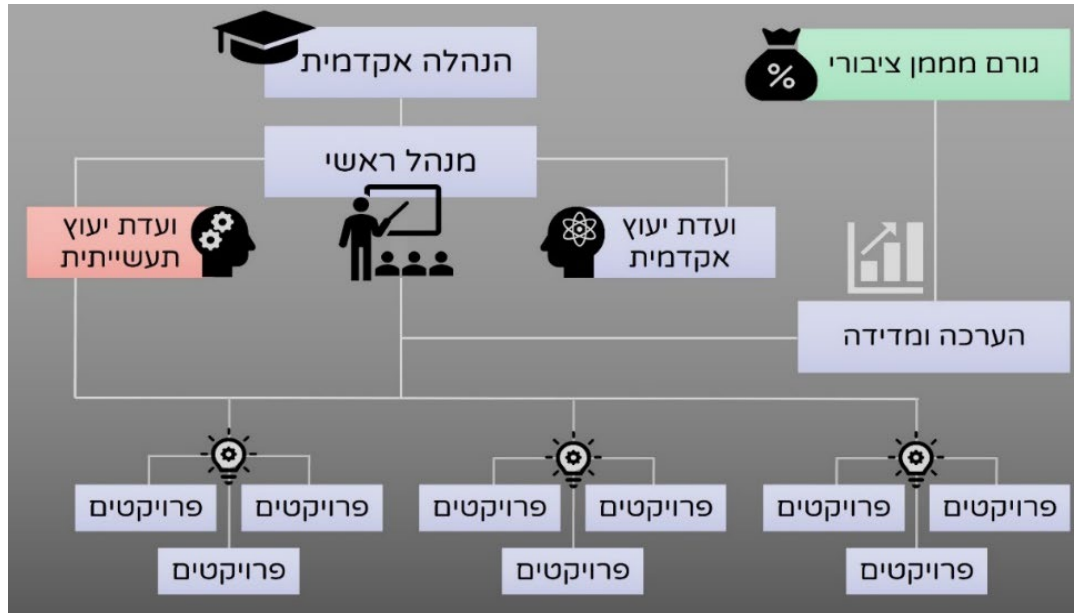 הנהלה אקדמית
גורם מממן ציבורי
%
מנהל ראשי
ועדת יעוץ
תעשייתית
ועדת יעוץ
אקדמית
הערכה ומדידה
פרויקטים
פרויקטים
פרויקטים
פרויקטים
פרויקטים
פרויקטים
פרויקטים
פרויקטים
פרויקטים